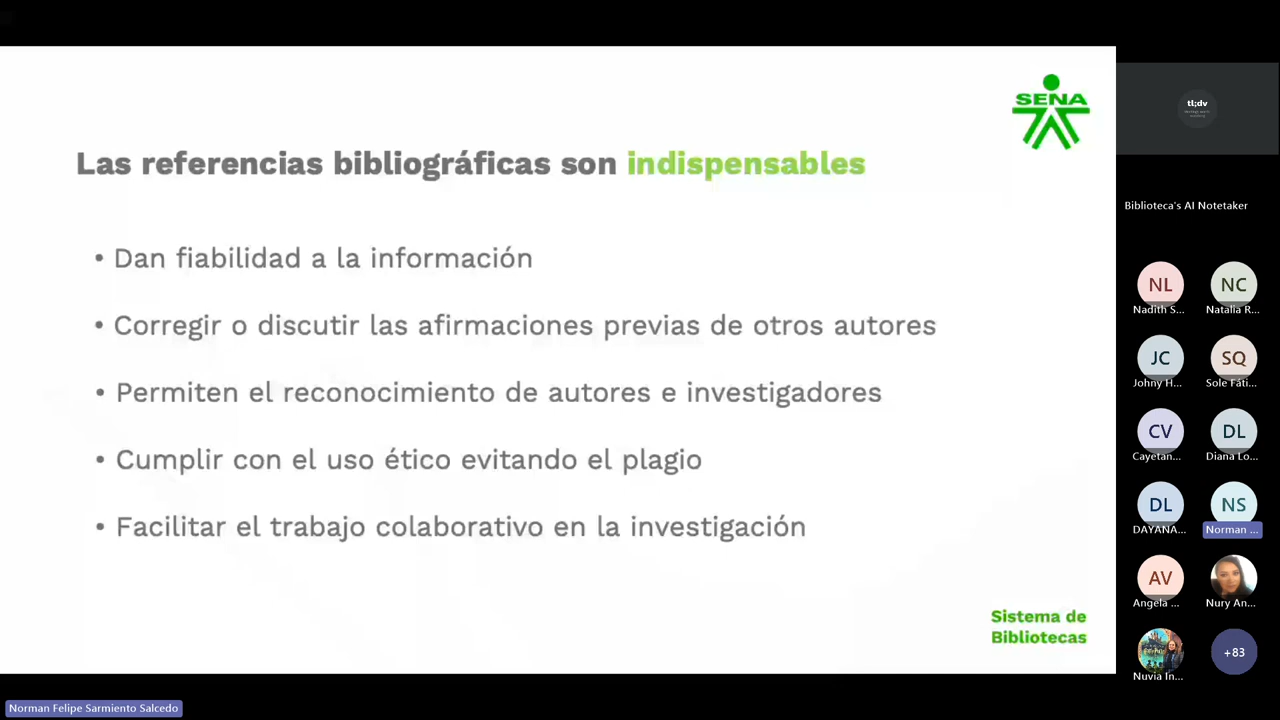 SENA
Las referencias bibliográficas son indispensables
• Dan fiabilidad a la información
• Corregir o discutir las afirmaciones previas de otros autores
• Permiten el reconocimiento de autores e investigadores
• Cumplir con el uso ético evitando el plagio
• Facilitar el trabajo colaborativo en la investigación
Sistema de
Bibliotecas
tl;dv
Biblioteca's AI Notetaker
NL
NC
Nadith S...
Natalia R...
JC
SQ
Johny H...
Sole Fáti...
CV
DL
Cayetan...
Diana Lo...
DL
NS
DAYANA...
Norman ...
AV
Angela ...
Nury An...
+83
Nuvia In...
Norman Felipe Sarmiento Salcedo